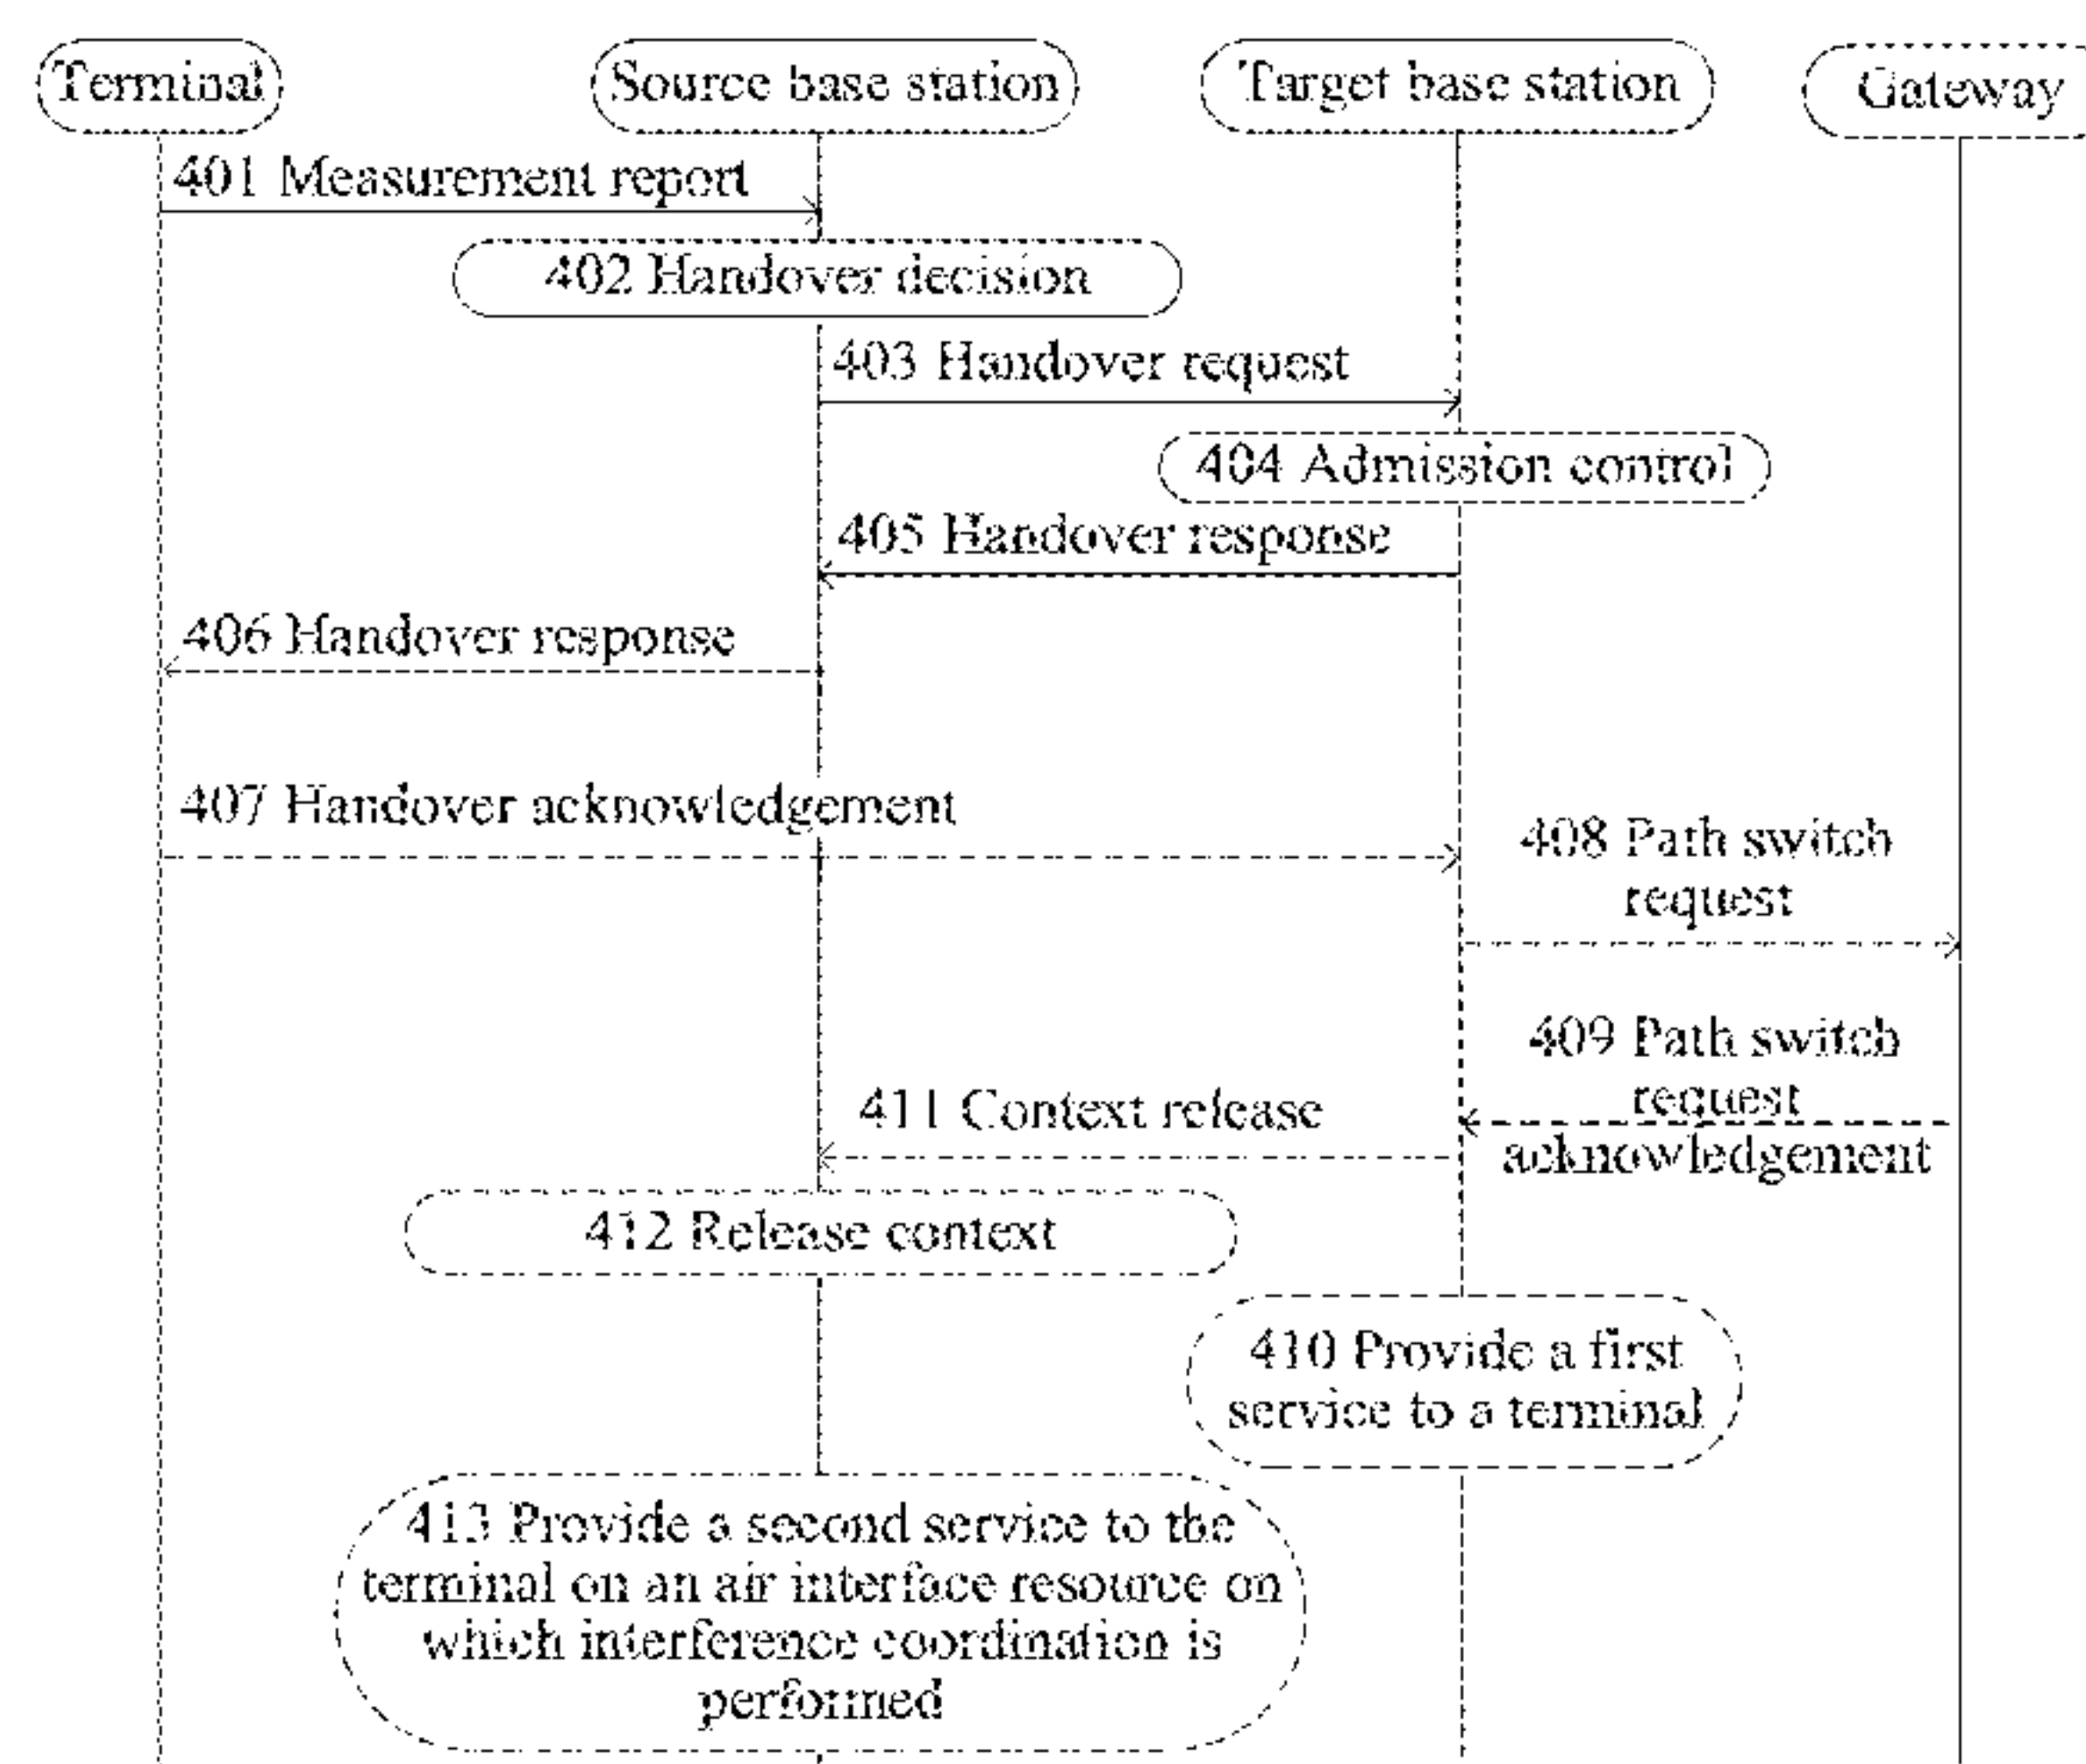 Terminal
Source base station
Target base station
Gateway
401 Measurement report
402 Handover decision
403 Handover request
404 Admission control
405 Handover response
406 Handover response
407 Handover acknowledgement
408 Path switch
request
409 Path switch
request
acknowledgement
411 Context release
412 Release context
410 Provide a first
service to a terminal
413 Provide a second service to the
terminal on an air interface resource on
which interference coordination is
performed